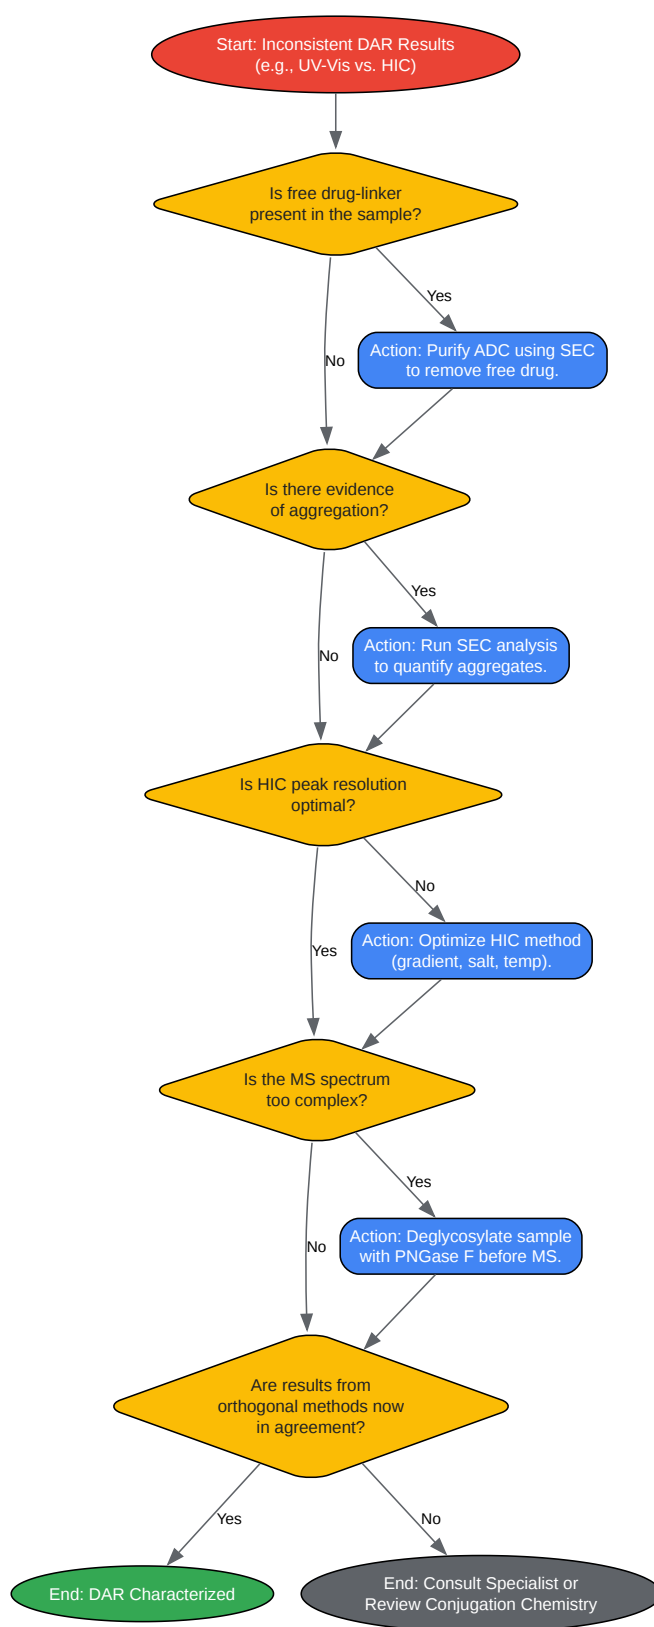 Start: Inconsistent DAR Results
(e.g., UV-Vis vs. HIC)
Is free drug-linker
present in the sample?
Yes
No
Action: Purify ADC using SEC
to remove free drug.
Is there evidence
of aggregation?
Yes
No
Action: Run SEC analysis
to quantify aggregates.
Is HIC peak resolution
optimal?
No
Yes
Action: Optimize HIC method
(gradient, salt, temp).
Is the MS spectrum
too complex?
Yes
No
Action: Deglycosylate sample
with PNGase F before MS.
Are results from
orthogonal methods now
in agreement?
Yes
No
End: DAR Characterized
End: Consult Specialist or
Review Conjugation Chemistry